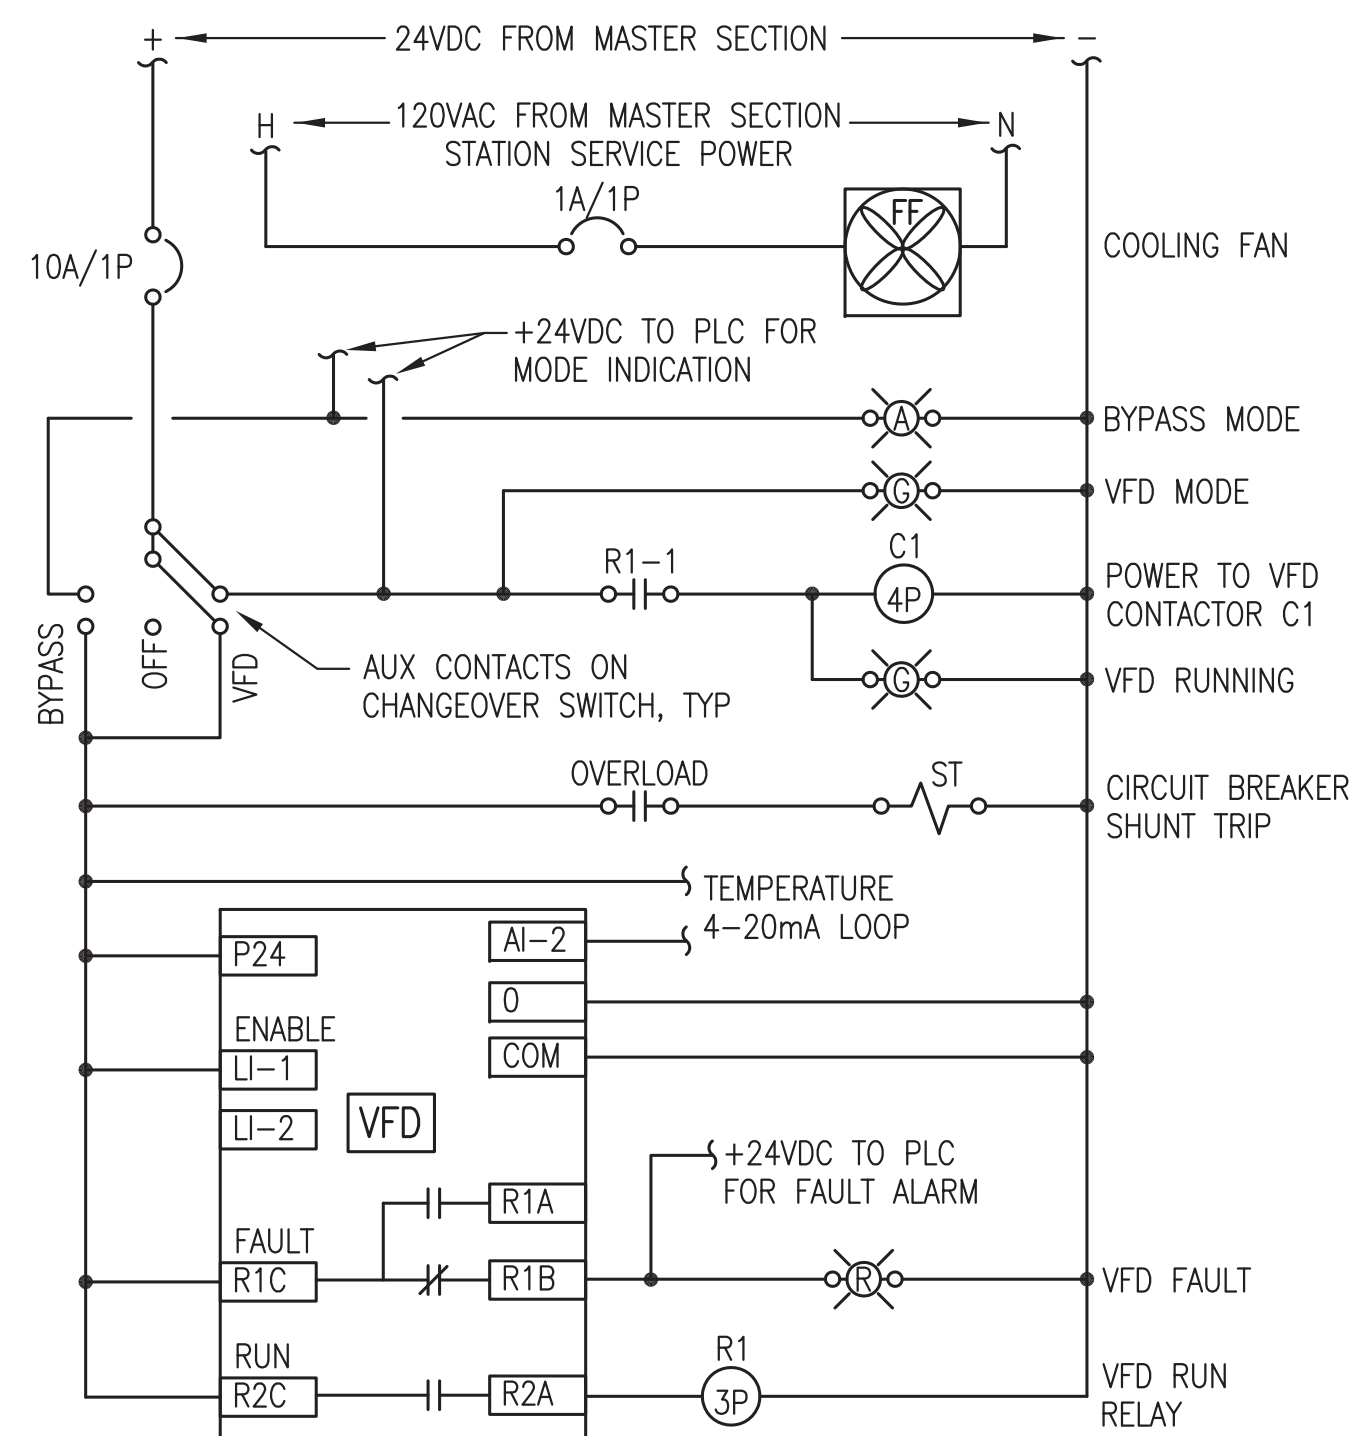 + 24VDC FROM MASTER SECTION -
H 120VAC FROM MASTER SECTION N
STATION SERVICE POWER
1A/1P
FF
COOLING FAN
10A/1P
+24VDC TO PLC FOR
MODE INDICATION
A
BYPASS MODE
G
VFD MODE
R1-1
C1
4P
POWER TO VFD
CONTACTOR C1
BYPASS
OFF
VFD
AUX CONTACTS ON
CHANGEOVER SWITCH, TYP
G
VFD RUNNING
OVERLOAD
ST
CIRCUIT BREAKER
SHUNT TRIP
TEMPERATURE
4-20mA LOOP
P24
AI-2
0
ENABLE
LI-1
COM
LI-2
VFD
+24VDC TO PLC
FOR FAULT ALARM
R1A
FAULT
R1C
R1B
R
VFD FAULT
RUN
R2C
R2A
R1
3P
VFD RUN
RELAY